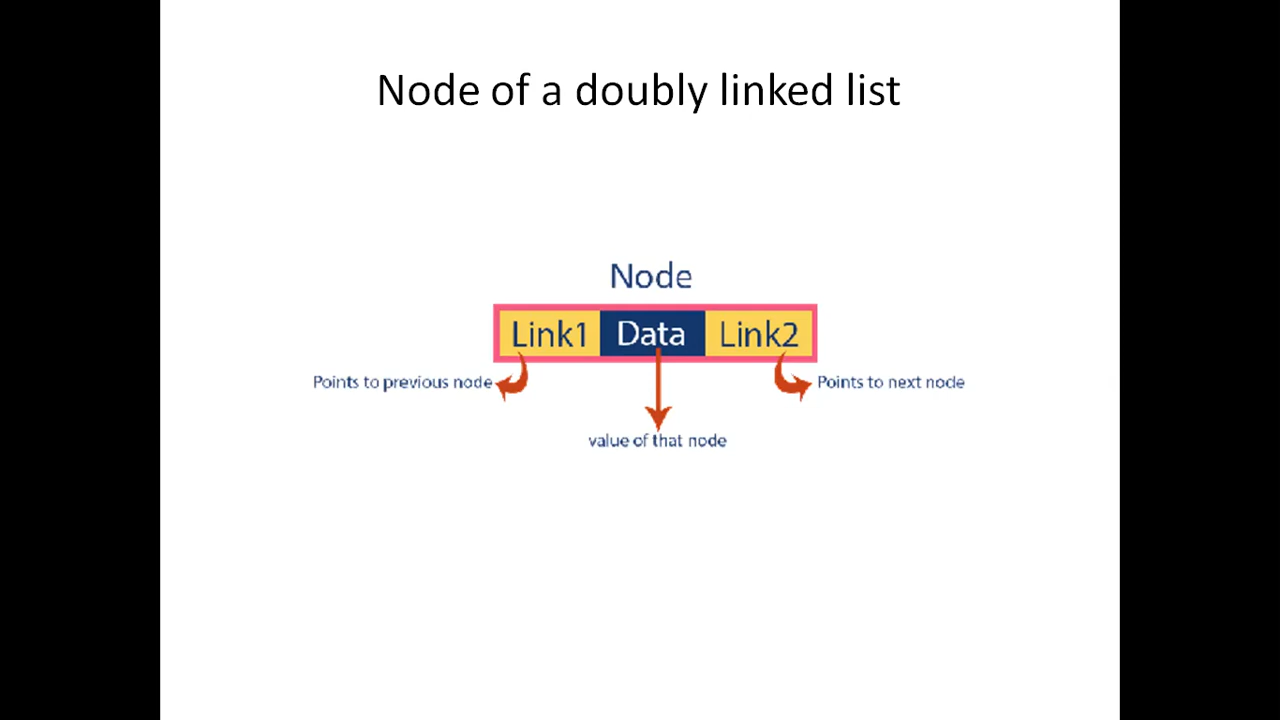 Node of a doubly linked list
Node
Link1 Data Link2
Points to previous node
Points to next node
value of that node